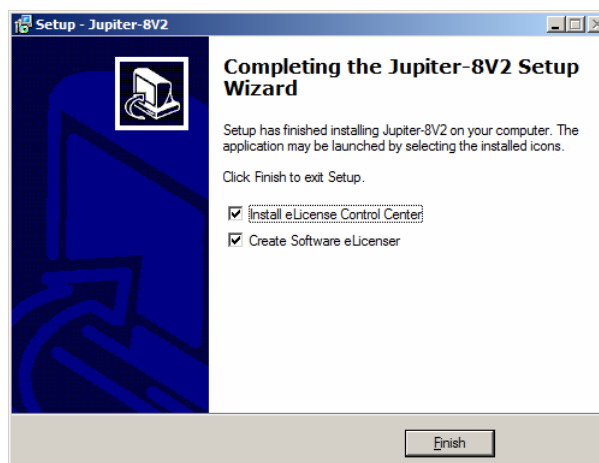 Setup - Jupiter-8V2
Completing the Jupiter-8V2 Setup
Wizard
Setup has finished installing Jupiter-8V2 on your computer. The
application may be launched by selecting the installed icons.
Click Finish to exit Setup.
Install eLicense Control Center
Create Software eLicenser
Finish